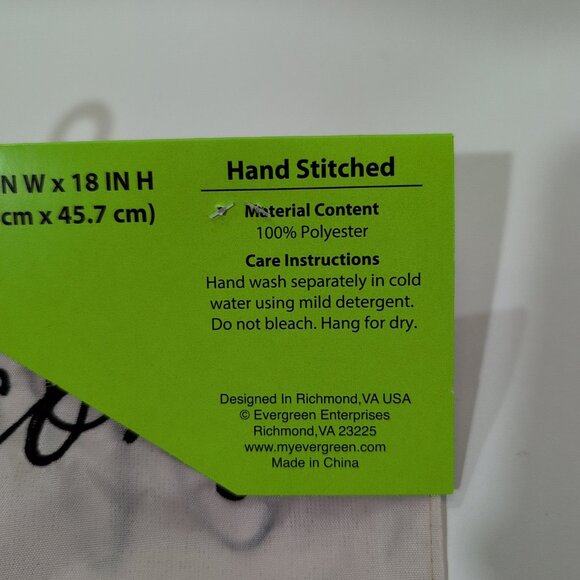 N W x 18 IN H
cm x 45.7 cm)
Hand Stitched
Material Content
100% Polyester
Care Instructions
Hand wash separately in cold
water using mild detergent.
Do not bleach. Hang for dry.
Designed In Richmond,VA USA
© Evergreen Enterprises
Richmond,VA 23225
www.myevergreen.com
Made in China